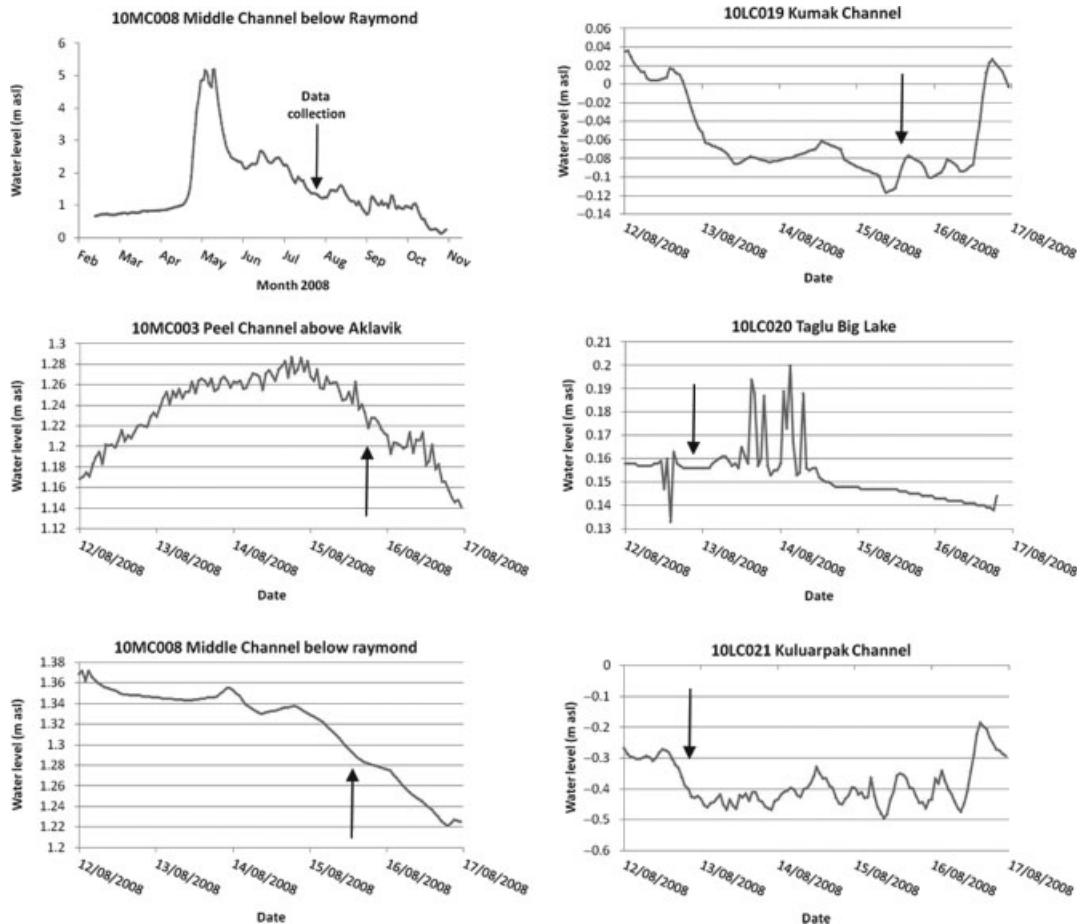 10MC008 Middle Channel below Raymond
Water level (m asl)
6
5
4
3
2
1
0
Data
collection
Feb Mar Apr May Jun Jul Aug Sep Oct Nov
Month 2008
10LC019 Kumak Channel
Water level (m asl)
0.06
0.04
0.02
0
–0.02
–0.04
–0.06
–0.08
–0.1
–0.12
–0.14
12/08/2008 13/08/2008 14/08/2008 15/08/2008 16/08/2008 17/08/2008
Date
10MC003 Peel Channel above Aklavik
Water level (m asl)
1.3
1.28
1.26
1.24
1.22
1.2
1.18
1.16
1.14
1.12
12/08/2008 13/08/2008 14/08/2008 15/08/2008 16/08/2008 17/08/2008
Date
10LC020 Taglu Big Lake
Water level (m asl)
0.21
0.2
0.19
0.18
0.17
0.16
0.15
0.14
0.13
12/08/2008 13/08/2008 14/08/2008 15/08/2008 16/08/2008 17/08/2008
Date
10MC008 Middle Channel below raymond
Water level (m asl)
1.38
1.36
1.34
1.32
1.3
1.28
1.26
1.24
1.22
1.2
12/08/2008 13/08/2008 14/08/2008 15/08/2008 16/08/2008 17/08/2008
Date
10LC021 Kuluarpak Channel
Water level (m asl)
0
–0.1
–0.2
–0.3
–0.4
–0.5
–0.6
12/08/2008 13/08/2008 14/08/2008 15/08/2008 16/08/2008 17/08/2008
Date